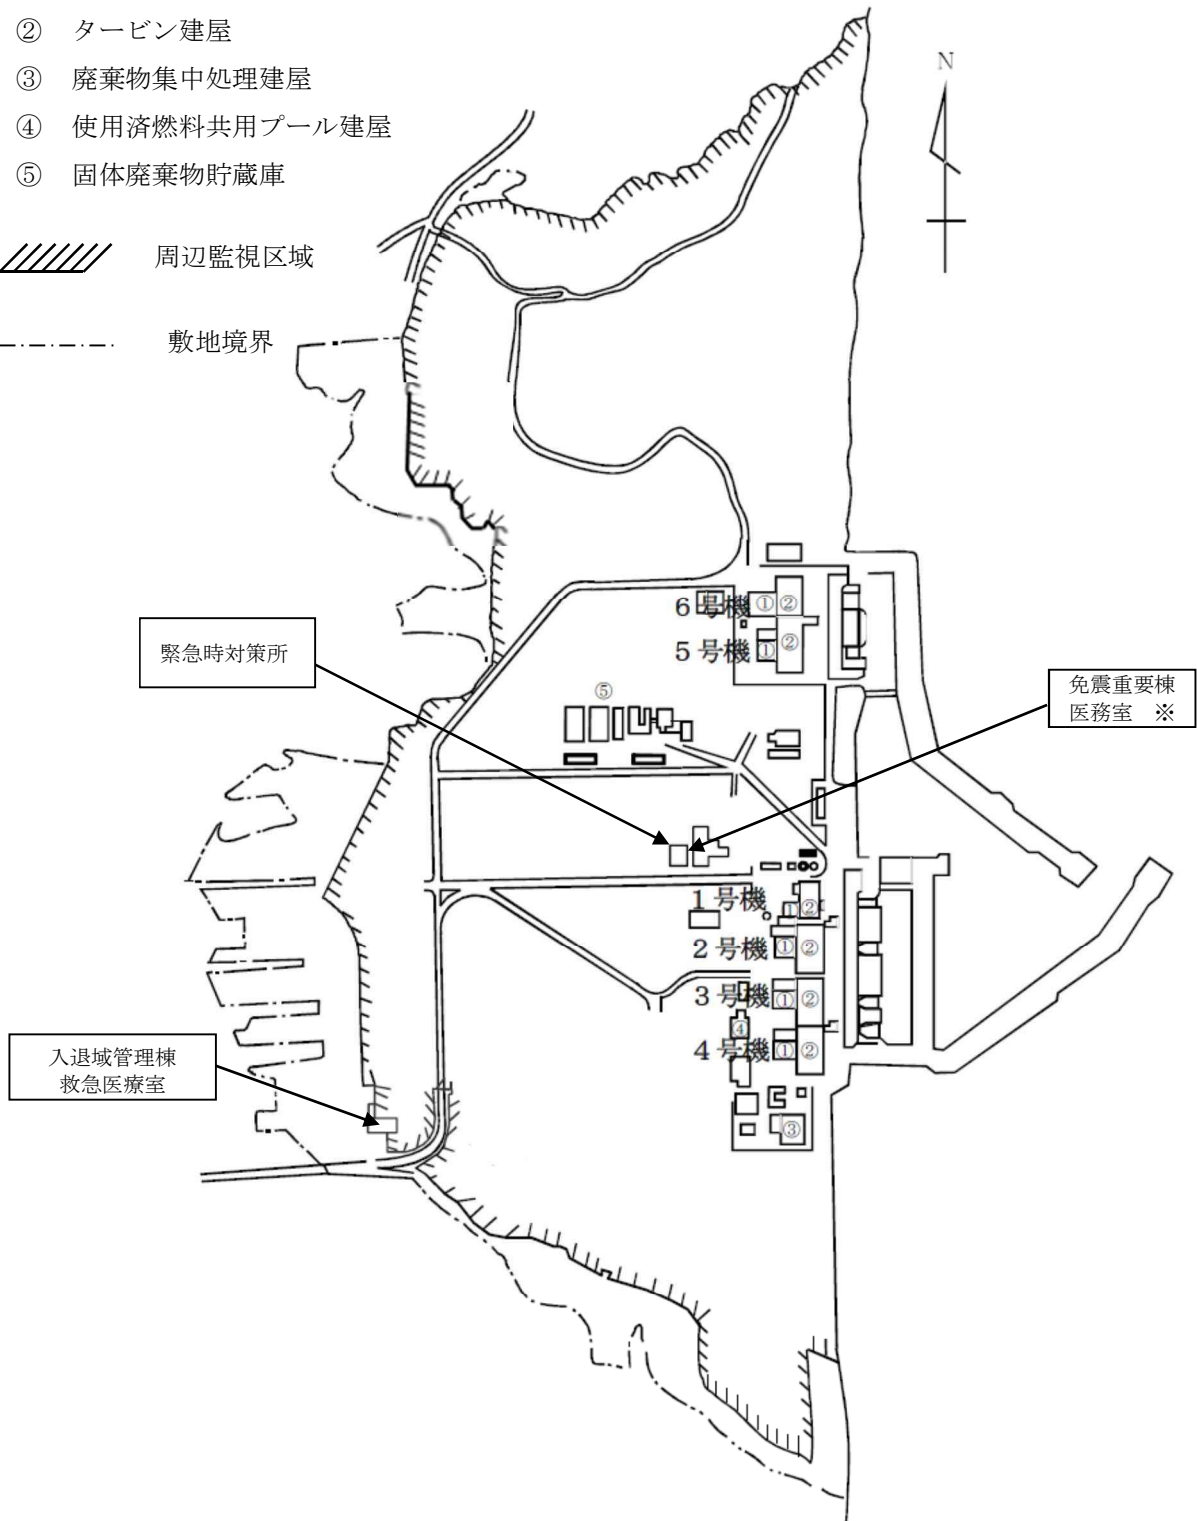 ② タービン建屋
③ 廃棄物集中処理建屋
④ 使用済燃料共用プール建屋
⑤ 固体廃棄物貯蔵庫
周辺監視区域
敷地境界
N
6号機 ① ②
5号機 ① ②
緊急時対策所
免震重要棟
医務室 ※
⑤
1号機 ① ②
2号機 ① ②
3号機 ① ②
④
4号機 ① ②
入退域管理棟
救急医療室
③